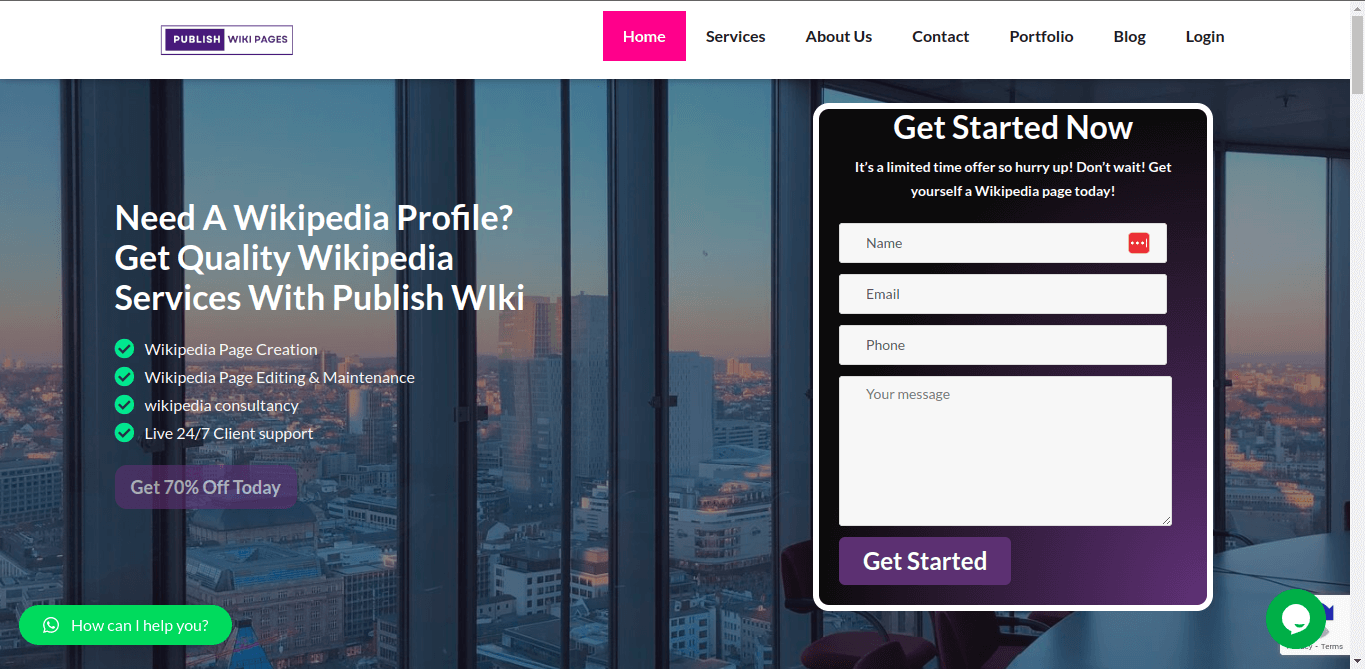 PUBLISH WIKI PAGES
Home Services About Us Contact Portfolio Blog Login
Need A Wikipedia Profile?
Get Quality Wikipedia
Services With Publish WIki
Wikipedia Page Creation
Wikipedia Page Editing & Maintenance
wikipedia consultancy
Live 24/7 Client support
Get 70% Off Today
Get Started Now
It's a limited time offer so hurry up! Don't wait! Get
yourself a Wikipedia page today!
Name
Email
Phone
Your message
Get Started
How can I help you?
- Terms